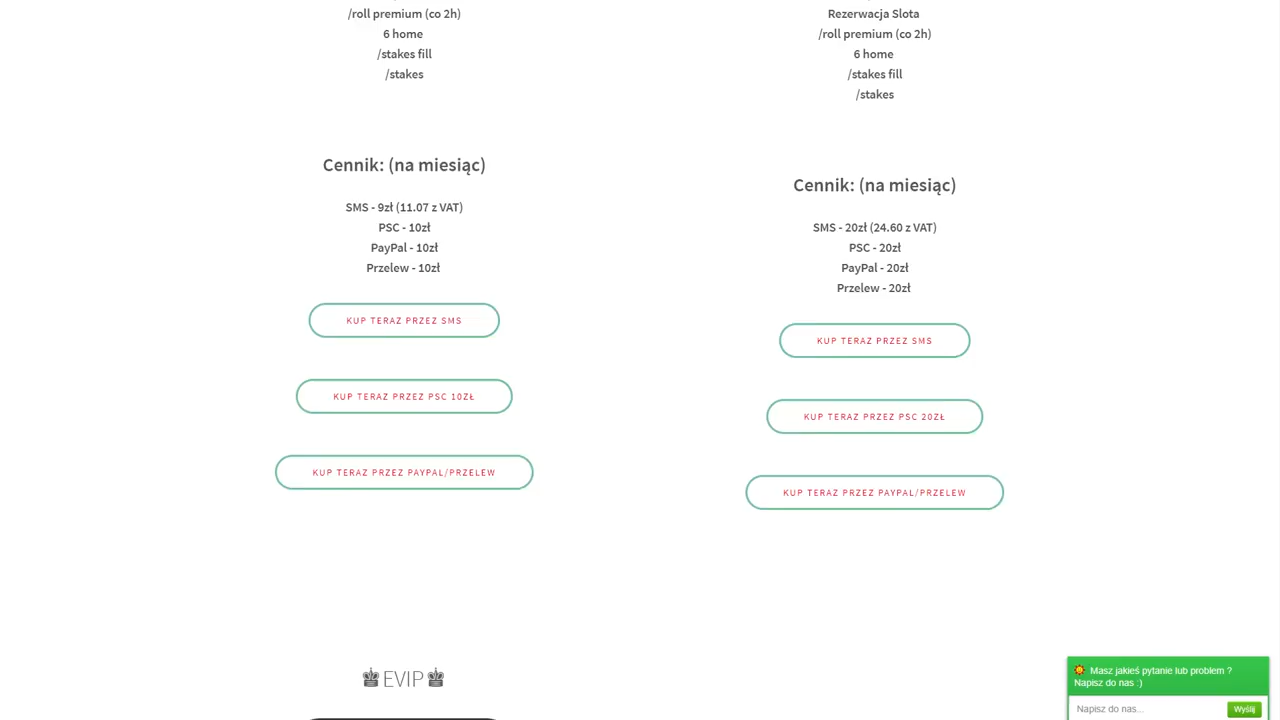 /roll premium (co 2h)
6 home
/stakes fill
/stakes
Cennik: (na miesiąc)
SMS - 9zł (11.07 z VAT)
PSC - 10zł
PayPal - 10zł
Przelew - 10zł
KUP TERAZ PRZEZ SMS
KUP TERAZ PRZEZ PSC 10ZŁ
KUP TERAZ PRZEZ PAYPAL/PRZELEW
♚EVIP♚
Rezerwacja Slota
/roll premium (co 2h)
6 home
/stakes fill
/stakes
Cennik: (na miesiąc)
SMS - 20zł (24.60 z VAT)
PSC - 20zł
PayPal - 20zł
Przelew - 20zł
KUP TERAZ PRZEZ SMS
KUP TERAZ PRZEZ PSC 20ZŁ
KUP TERAZ PRZEZ PAYPAL/PRZELEW
Masz jakieś pytanie lub problem ?
Napisz do nas :)
Napisz do nas...
Wyślij